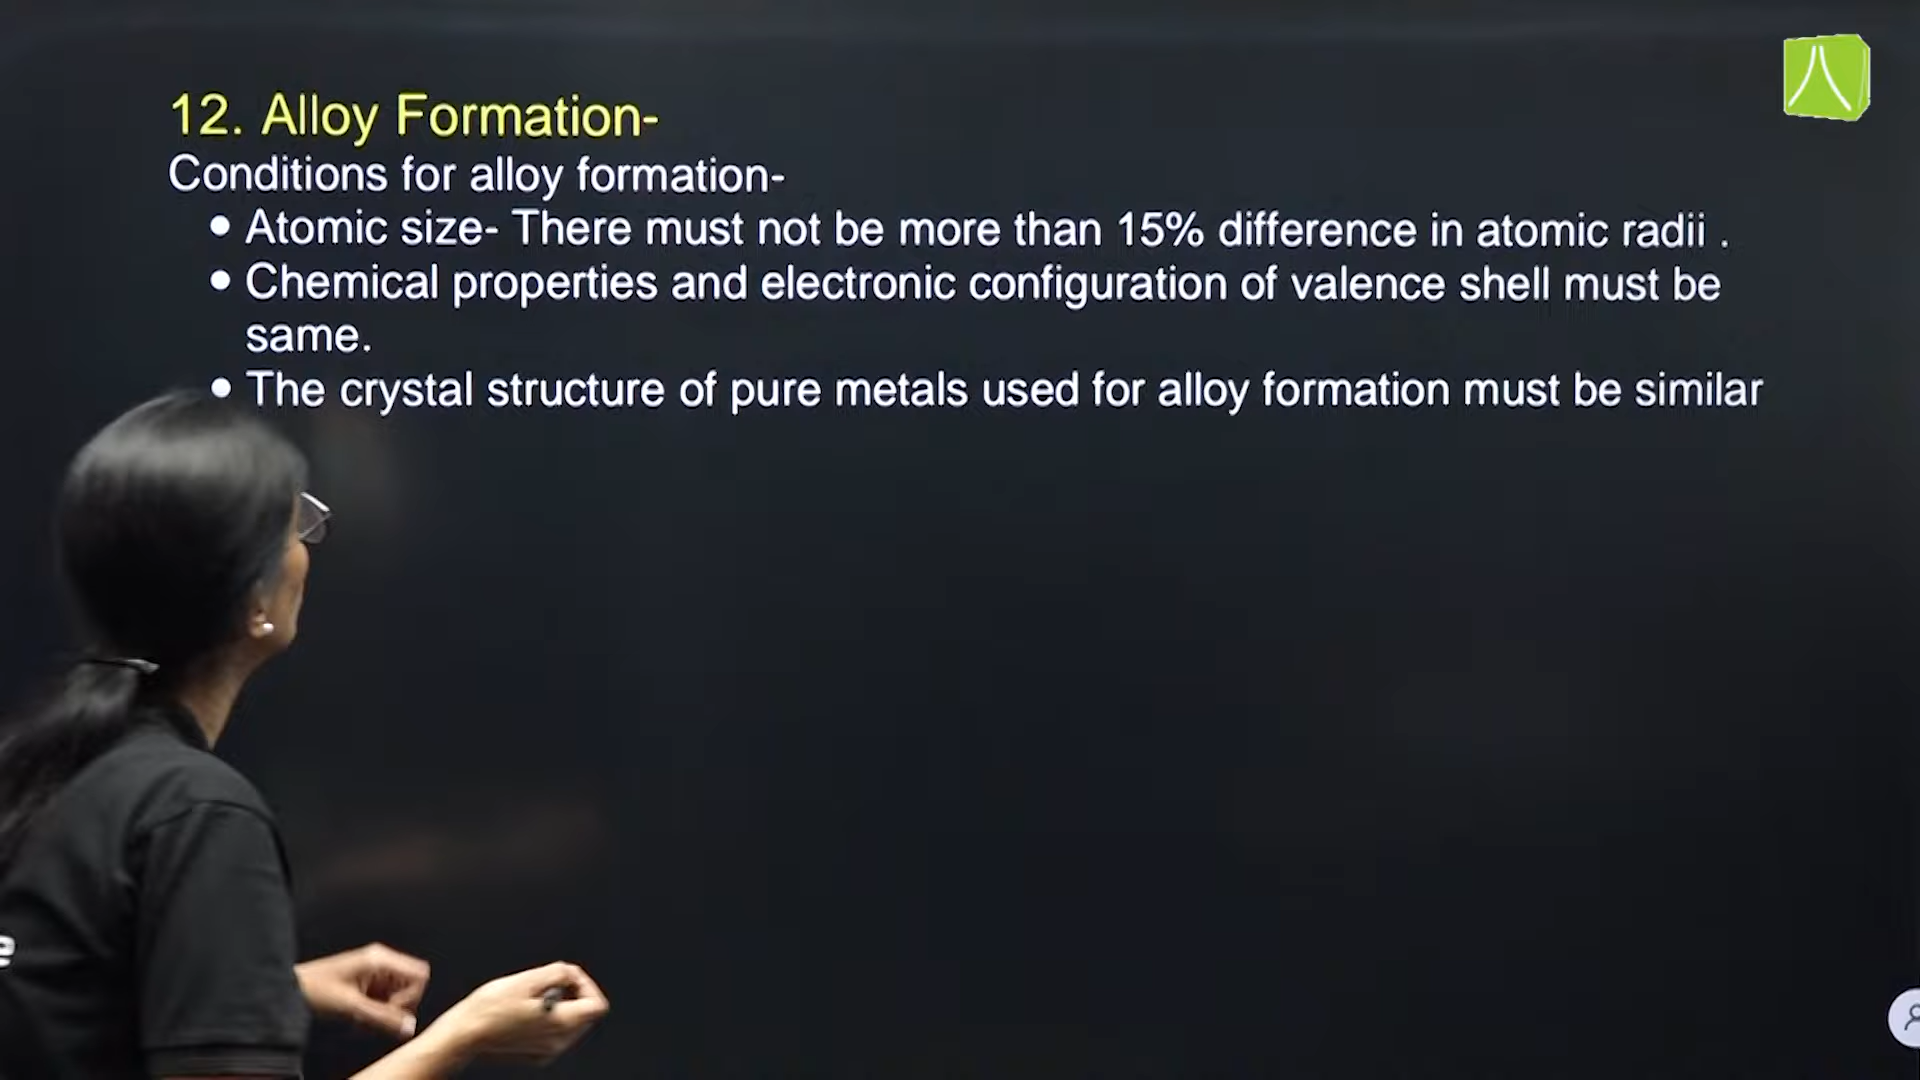 12. Alloy Formation-
Conditions for alloy formation-
● Atomic size- There must not be more than 15% difference in atomic radii .
● Chemical properties and electronic configuration of valence shell must be
same.
● The crystal structure of pure metals used for alloy formation must be similar
e